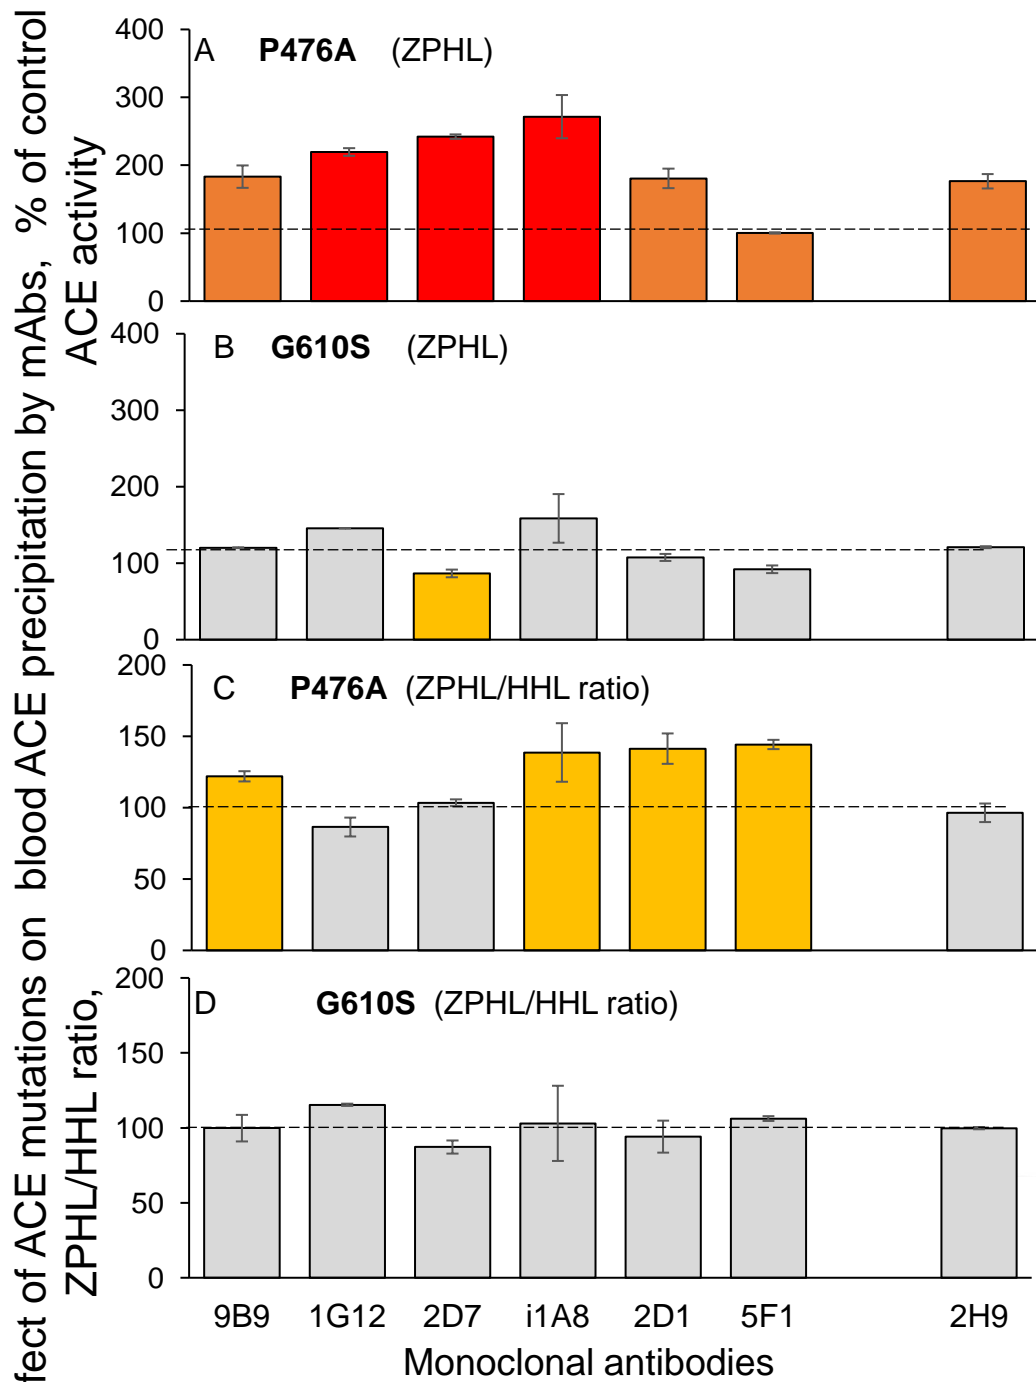 fect of ACE mutations on blood ACE precipitation by mAbs, % of control
ACE activity
ZPHL/HHL ratio,
A P476A (ZPHL)
400
300
200
100
0
B G610S (ZPHL)
400
300
200
100
0
C P476A (ZPHL/HHL ratio)
200
150
100
50
0
D G610S (ZPHL/HHL ratio)
200
150
100
50
0
9B9 1G12 2D7 i1A8 2D1 5F1 2H9
Monoclonal antibodies